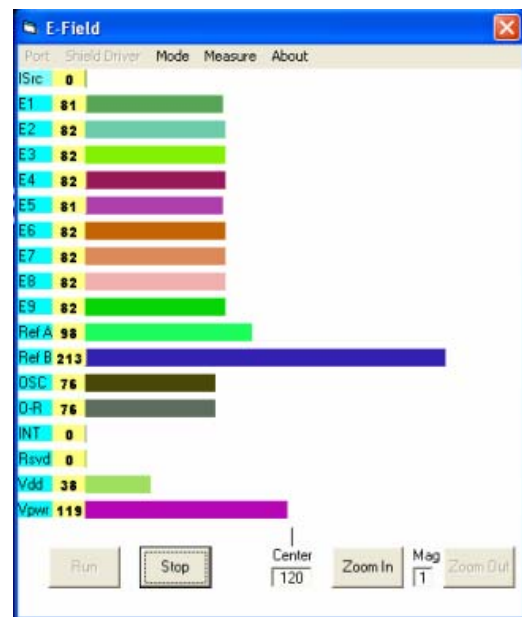 E-Field
Port Shield Driver Mode Measure About
ISrc 0
E1 81
E2 82
E3 82
E4 82
E5 81
E6 82
E7 82
E8 82
E9 82
Ref A 98
Ref B 213
OSC 76
O-R 76
INT 0
Rsvd 0
Vdd 38
Vpwr 119
Run Stop Center 120 Zoom In Mag 1 Zoom Out